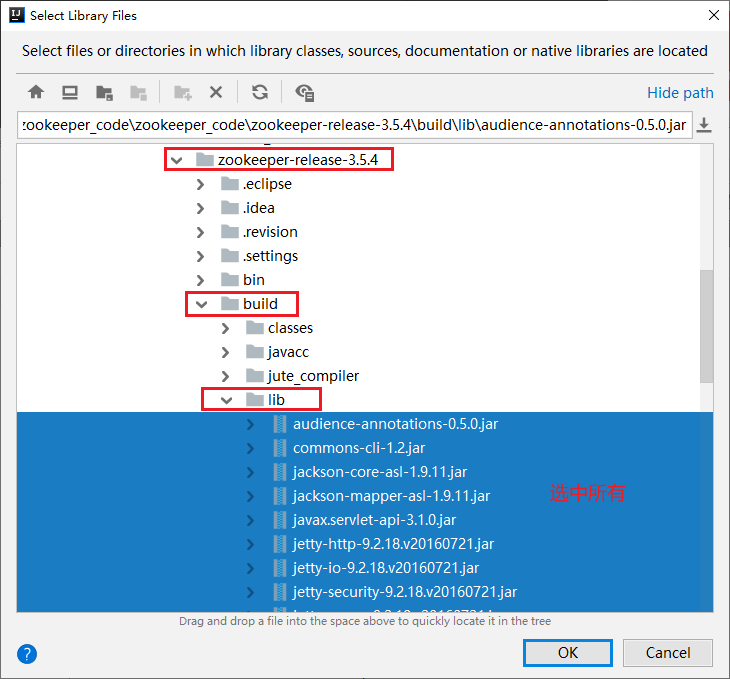 Select Library Files
Select files or directories in which library classes, sources, documentation or native libraries are located
Hide path
zookeeper_code\zookeeper_code\zookeeper-release-3.5.4\build\lib\audience-annotations-0.5.0.jar
zookeeper-release-3.5.4
.eclipse
.idea
.revision
.settings
bin
build
classes
javacc
jute_compiler
lib
audience-annotations-0.5.0.jar
commons-cli-1.2.jar
jackson-core-asl-1.9.11.jar
jackson-mapper-asl-1.9.11.jar
选中所有
javax.servlet-api-3.1.0.jar
jetty-http-9.2.18.v20160721.jar
jetty-io-9.2.18.v20160721.jar
jetty-security-9.2.18.v20160721.jar
Drag and drop a file into the space above to quickly locate it in the tree
?
OK
Cancel